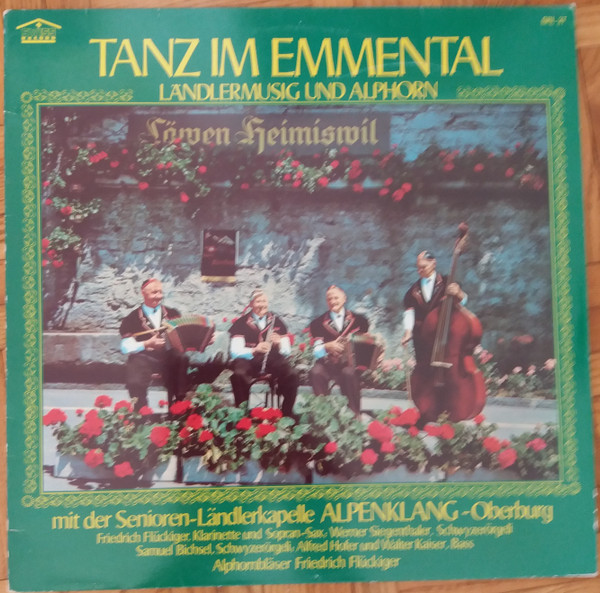 TANZ IM EMMENTAL
LÄNDLERMUSIG UND ALPHORN
Löwen Heimiswil
mit der Senioren-Ländlerkapelle ALPENKLANG-Oberburg
Friedrich Flückiger, Klarinette und Sopran-Sax, Werner Siegenthaler, Schwyzerörgeli
Samuel Bichsel, Schwyzerörgeli, Alfred Hofer und Walter Kaiser, Bass
Alphornbläser Friedrich Flückiger